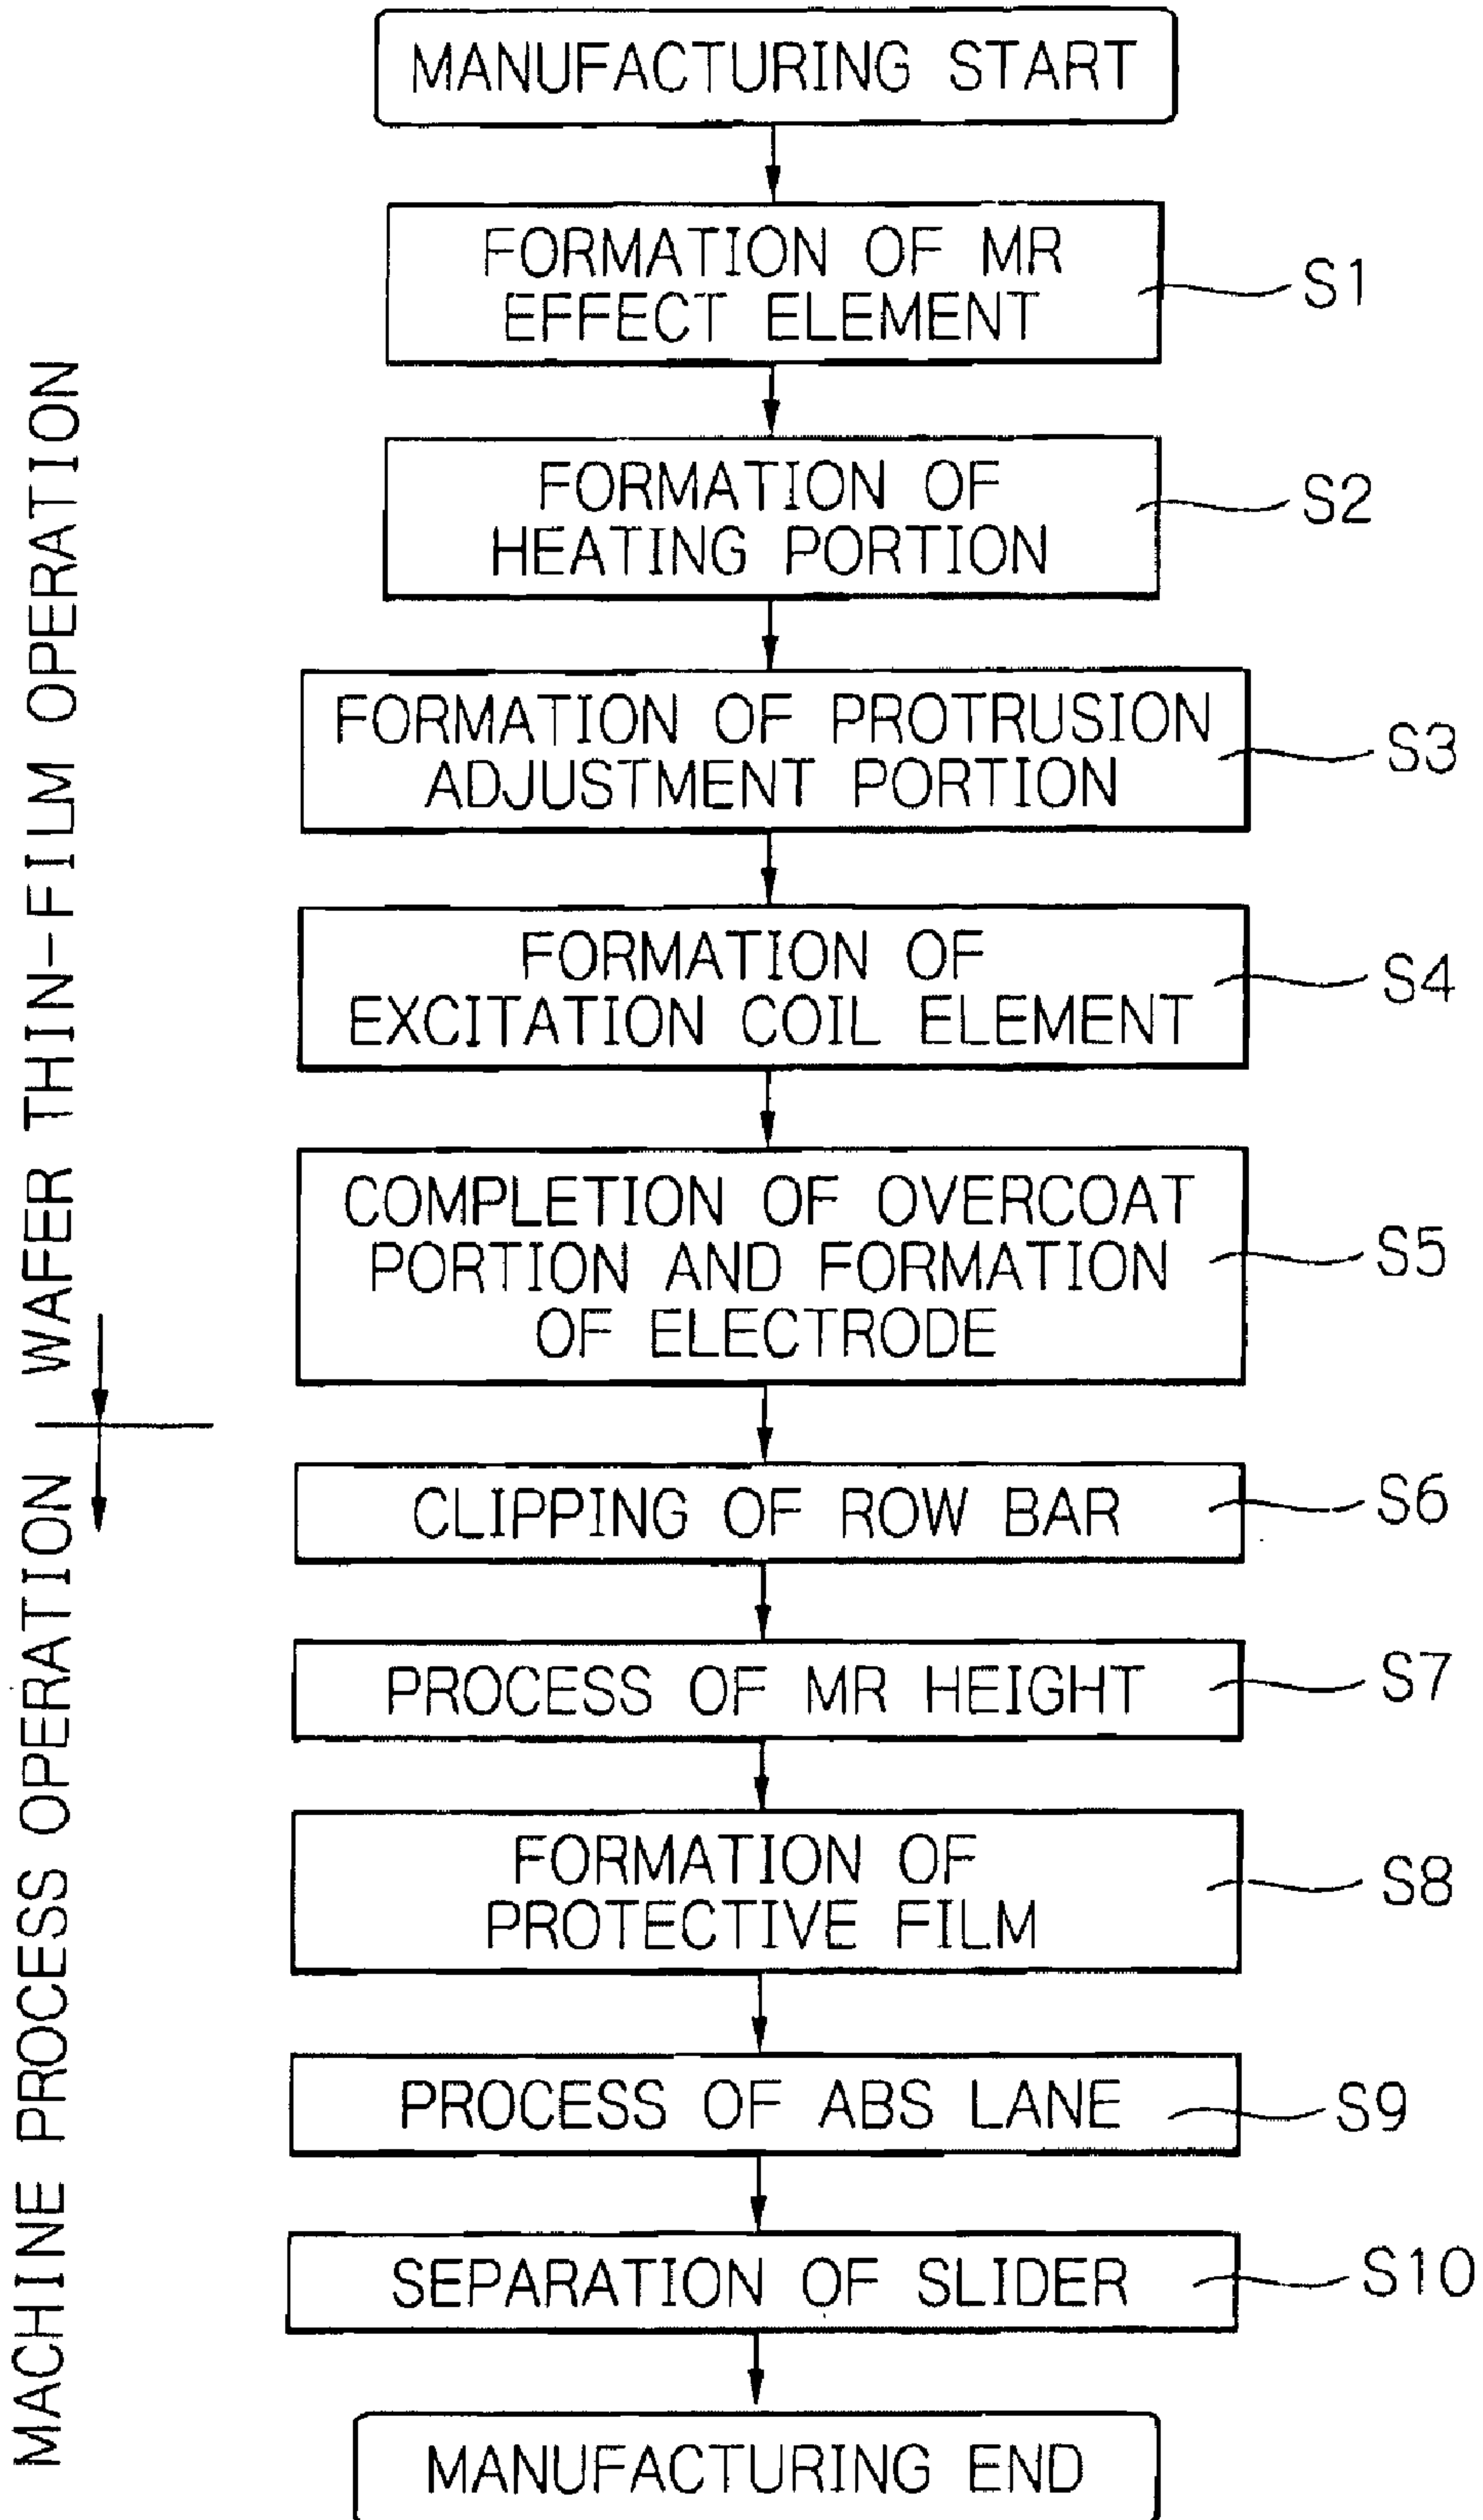 MANUFACTURING START
FORMATION OF MR
EFFECT ELEMENT
S1
FORMATION OF
HEATING PORTION
S2
FORMATION OF PROTRUSION
ADJUSTMENT PORTION
S3
FORMATION OF
EXCITATION COIL ELEMENT
S4
COMPLETION OF OVERCOAT
PORTION AND FORMATION
OF ELECTRODE
S5
WAFER THIN-FILM OPERATION
CLIPPING OF ROW BAR
S6
PROCESS OF MR HEIGHT
S7
FORMATION OF
PROTECTIVE FILM
S8
PROCESS OF ABS LANE
S9
SEPARATION OF SLIDER
S10
MACHINE PROCESS OPERATION
MANUFACTURING END